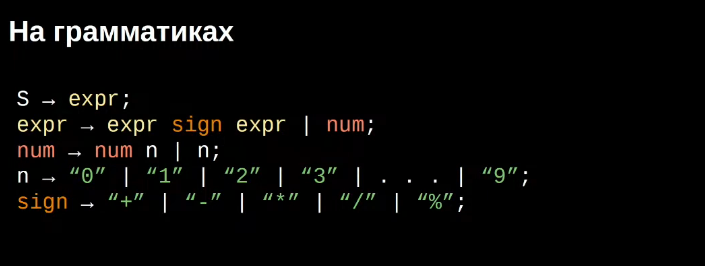 На грамматиках
S → expr;
expr → expr sign expr | num;
num → num n | n;
n → “0” | “1” | “2” | “3” | . . . | “9”;
sign → “+” | “-” | “*” | “/” | “%”;